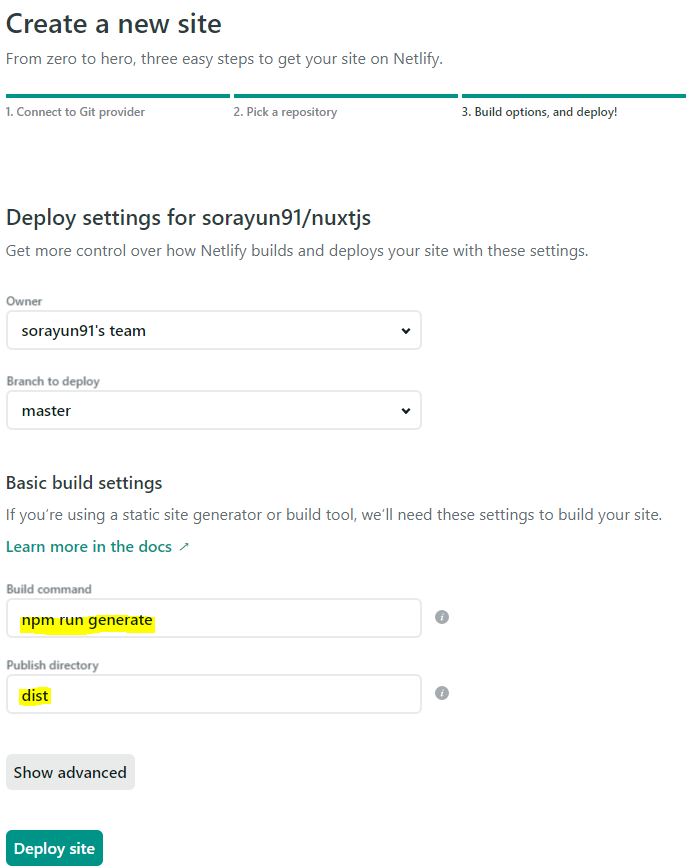 Create a new site
From zero to hero, three easy steps to get your site on Netlify.
1. Connect to Git provider
2. Pick a repository
3. Build options, and deploy!
Deploy settings for sorayun91/nuxtjs
Get more control over how Netlify builds and deploys your site with these settings.
Owner
sorayun91's team
Branch to deploy
master
Basic build settings
If you’re using a static site generator or build tool, we’ll need these settings to build your site.
Learn more in the docs ↗
Build command
npm run generate
i
Publish directory
dist
i
Show advanced
Deploy site